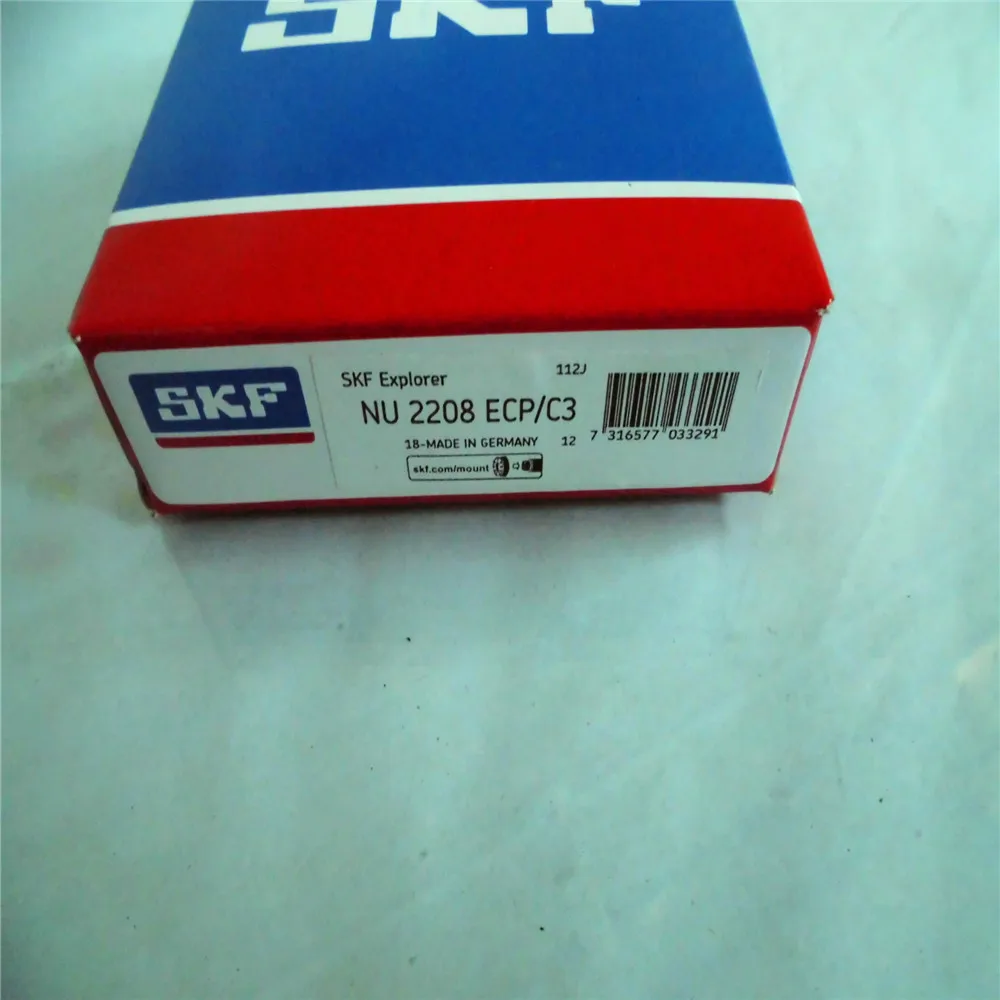 SKF
SKF
SKF Explorer
112J
NU 2208 ECP/C3
18-MADE IN GERMANY 12
7 316577 033291
skf.com/mount